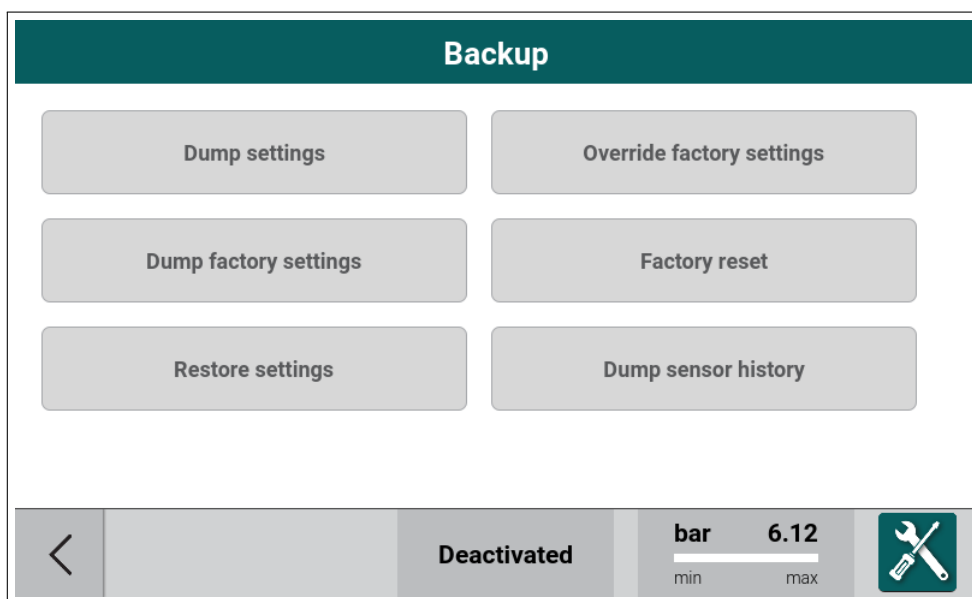 Backup
Dump settings
Override factory settings
Dump factory settings
Factory reset
Restore settings
Dump sensor history
Deactivated
bar 6.12
min max